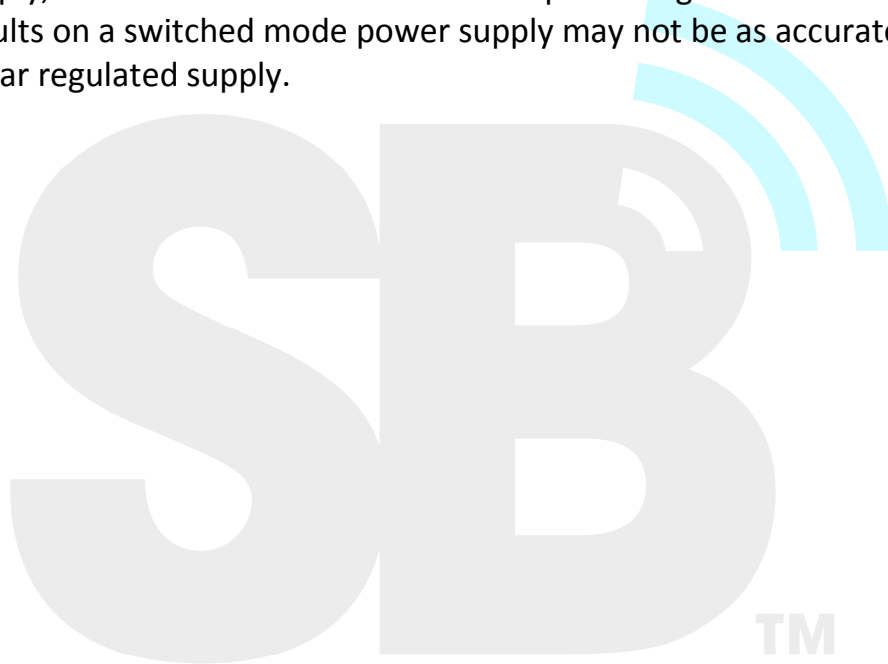 ults on a switched mode power supply may not be as accurate
ar regulated supply.
SB
TM